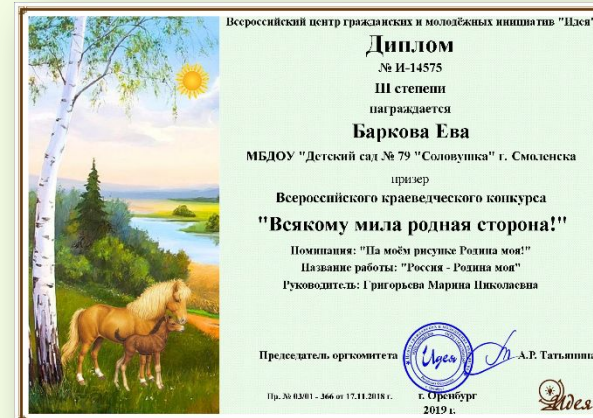 Всероссийский центр гражданских и молодёжных инициатив "Идея"
Диплом
№ И-14575
III степени
награждается
Баркова Ева
МБДОУ "Детский сад № 79 "Соловушка" г. Смоленска
призер
Всероссийского краеведческого конкурса
"Всякому мила родная сторона!"
Номинация: "На моём рисунке Родина моя!"
Название работы: "Россия - Родина моя"
Руководитель: Григорьева Марина Николаевна
Председатель оргкомитета
Идея
А.Р. Татьянина
Пр. № 03/01 - 366 от 17.11.2018 г.
г. Оренбург
2019 г.
Идея